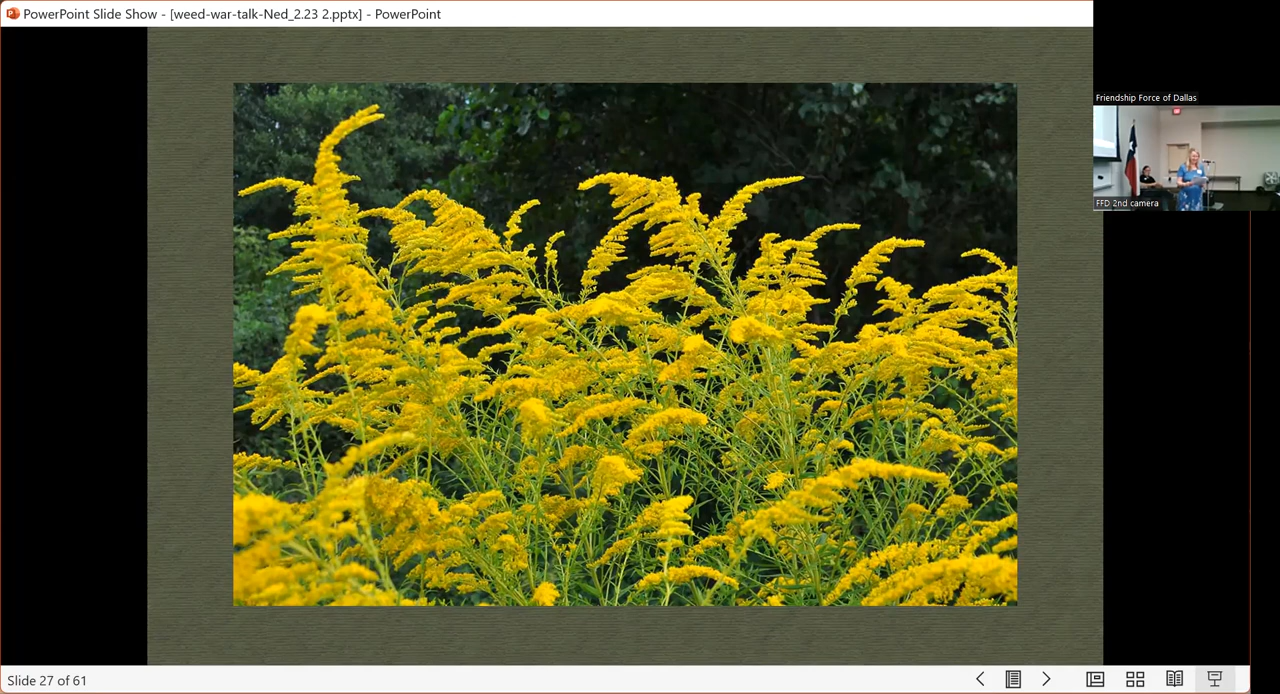 PowerPoint Slide Show - [weed-war-talk-Ned_2.23 2.pptx] - PowerPoint
Friendship Force of Dallas
FFD 2nd camera
Slide 27 of 61